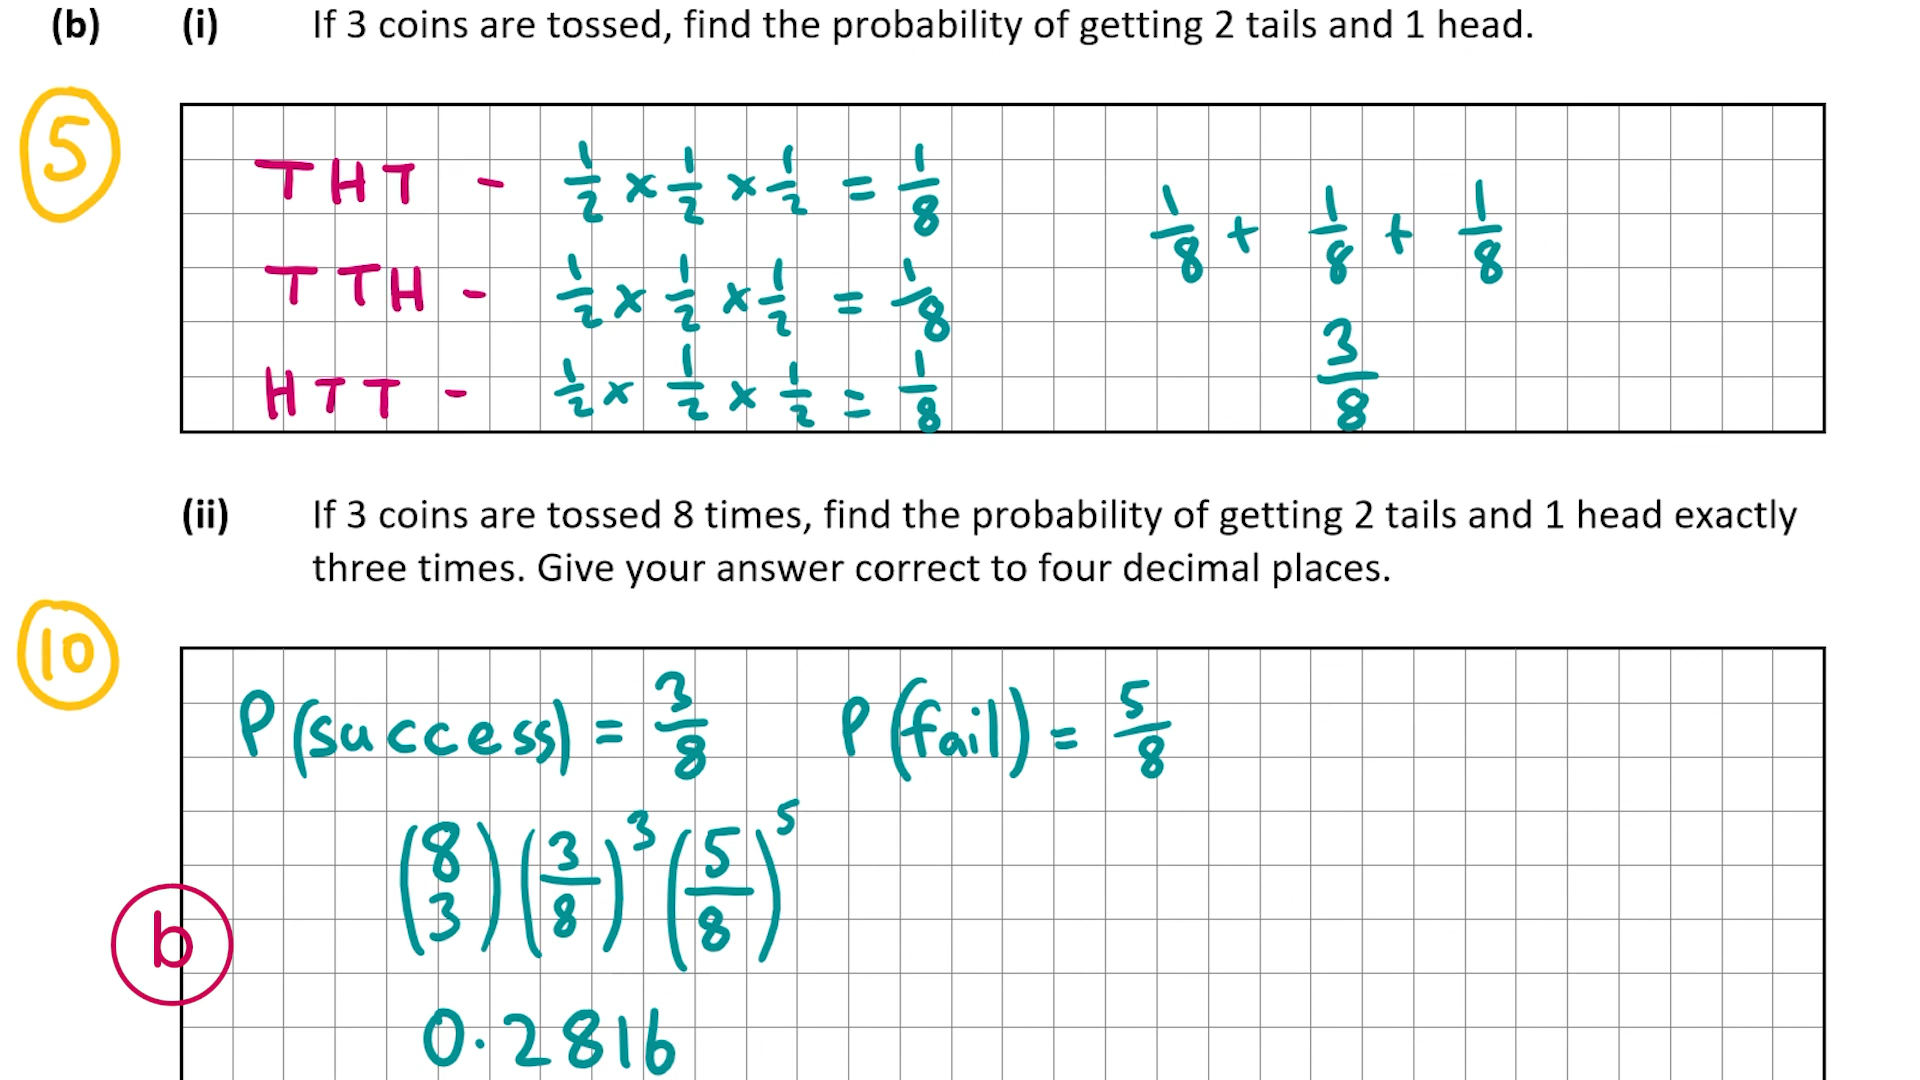 (b) (i) If 3 coins are tossed, find the probability of getting 2 tails and 1 head.
5
THT - 1/2 × 1/2 × 1/2 = 1/8
TTH - 1/2 × 1/2 × 1/2 = 1/8
HTT - 1/2 × 1/2 × 1/2 = 1/8
1/8 + 1/8 + 1/8
3/8
(ii) If 3 coins are tossed 8 times, find the probability of getting 2 tails and 1 head exactly
three times. Give your answer correct to four decimal places.
10
P(success) = 3/8 P(fail) = 5/8
(8 3)(3/8)^3(5/8)^5
b
0.2816